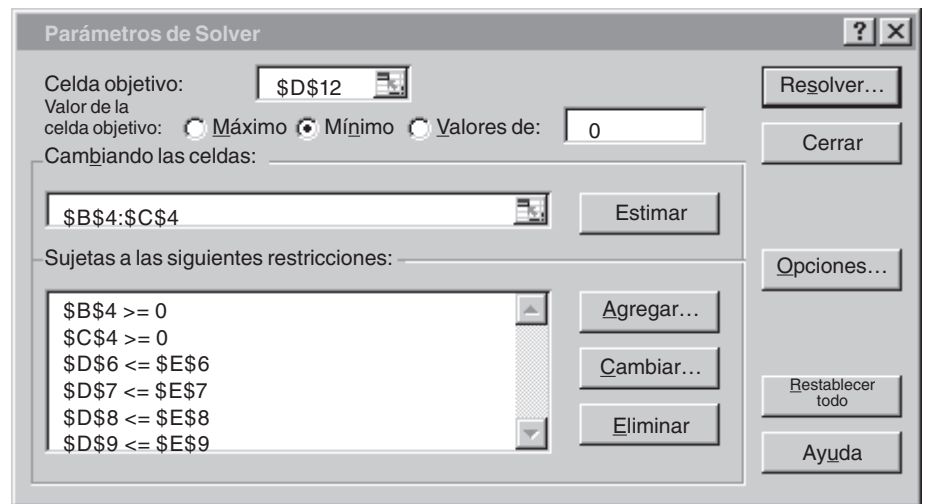 Parámetros de Solver
? X
Celda objetivo: $D$12
Resolver…
Valor de la
celda objetivo: Máximo Mínimo Valores de: 0
Cerrar
Cambiando las celdas:
$B$4:$C$4
Estimar
Sujetas a las siguientes restricciones:
Opciones…
$B$4 >= 0
$C$4 >= 0
$D$6 <= $E$6
$D$7 <= $E$7
$D$8 <= $E$8
$D$9 <= $E$9
Agregar…
Cambiar…
Eliminar
Restablecer
todo
Ayuda